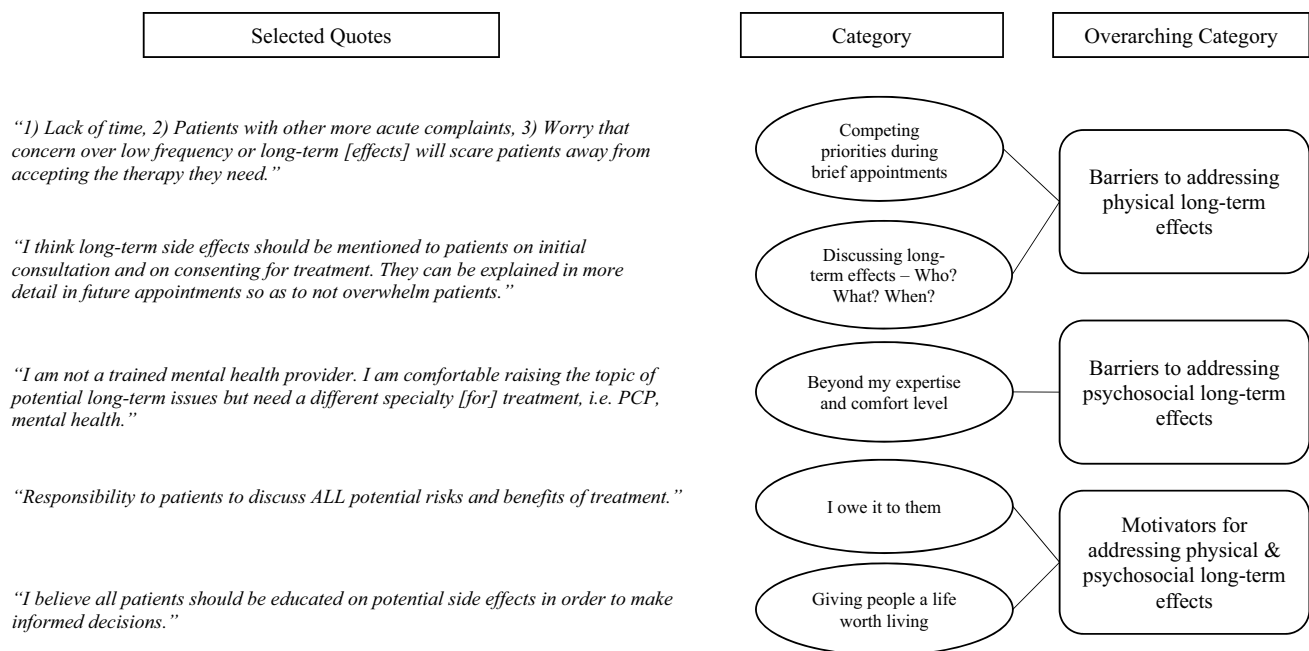 Selected Quotes
Category
Overarching Category
“1) Lack of time, 2) Patients with other more acute complaints, 3) Worry that
concern over low frequency or long-term [effects] will scare patients away from
accepting the therapy they need.”
Competing
priorities during
brief appointments
Barriers to addressing
physical long-term
effects
“I think long-term side effects should be mentioned to patients on initial
consultation and on consenting for treatment. They can be explained in more
detail in future appointments so as to not overwhelm patients.”
Discussing long-
term effects – Who?
What? When?
“I am not a trained mental health provider. I am comfortable raising the topic of
potential long-term issues but need a different specialty [for] treatment, i.e. PCP,
mental health.”
Beyond my expertise
and comfort level
Barriers to addressing
psychosocial long-term
effects
“Responsibility to patients to discuss ALL potential risks and benefits of treatment.”
I owe it to them
Motivators for
addressing physical &
psychosocial long-term
effects
“I believe all patients should be educated on potential side effects in order to make
informed decisions.”
Giving people a life
worth living